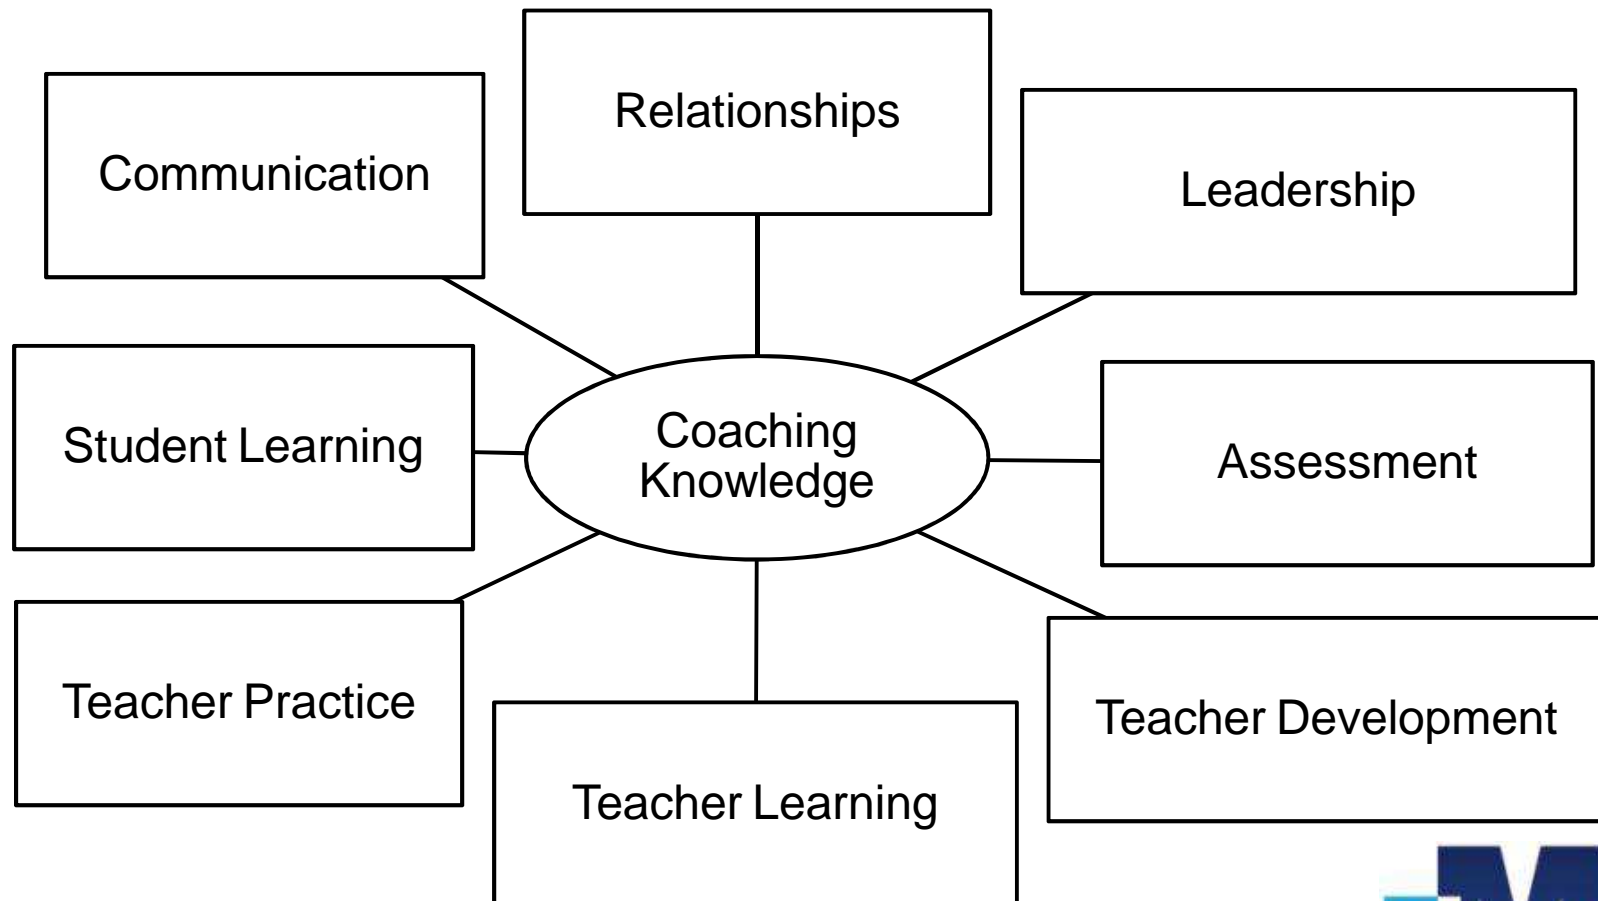 Relationships
Communication
Leadership
Student Learning
Coaching
Knowledge
Assessment
Teacher Practice
Teacher Development
Teacher Learning